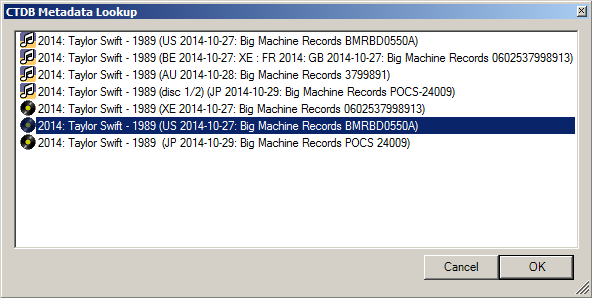 CTDB Metadata Lookup
2014: Taylor Swift - 1989 (US 2014-10-27: Big Machine Records BMRBD0550A)
2014: Taylor Swift - 1989 (BE 2014-10-27: XE : FR 2014: GB 2014-10-27: Big Machine Records 0602537998913)
2014: Taylor Swift - 1989 (AU 2014-10-28: Big Machine Records 3799891)
2014: Taylor Swift - 1989 (disc 1/2) (JP 2014-10-29: Big Machine Records POCS-24009)
2014: Taylor Swift - 1989 (XE 2014-10-27: Big Machine Records 0602537998913)
2014: Taylor Swift - 1989 (US 2014-10-27: Big Machine Records BMRBD0550A)
2014: Taylor Swift - 1989  (JP 2014-10-29: Big Machine Records POCS 24009)
Cancel OK